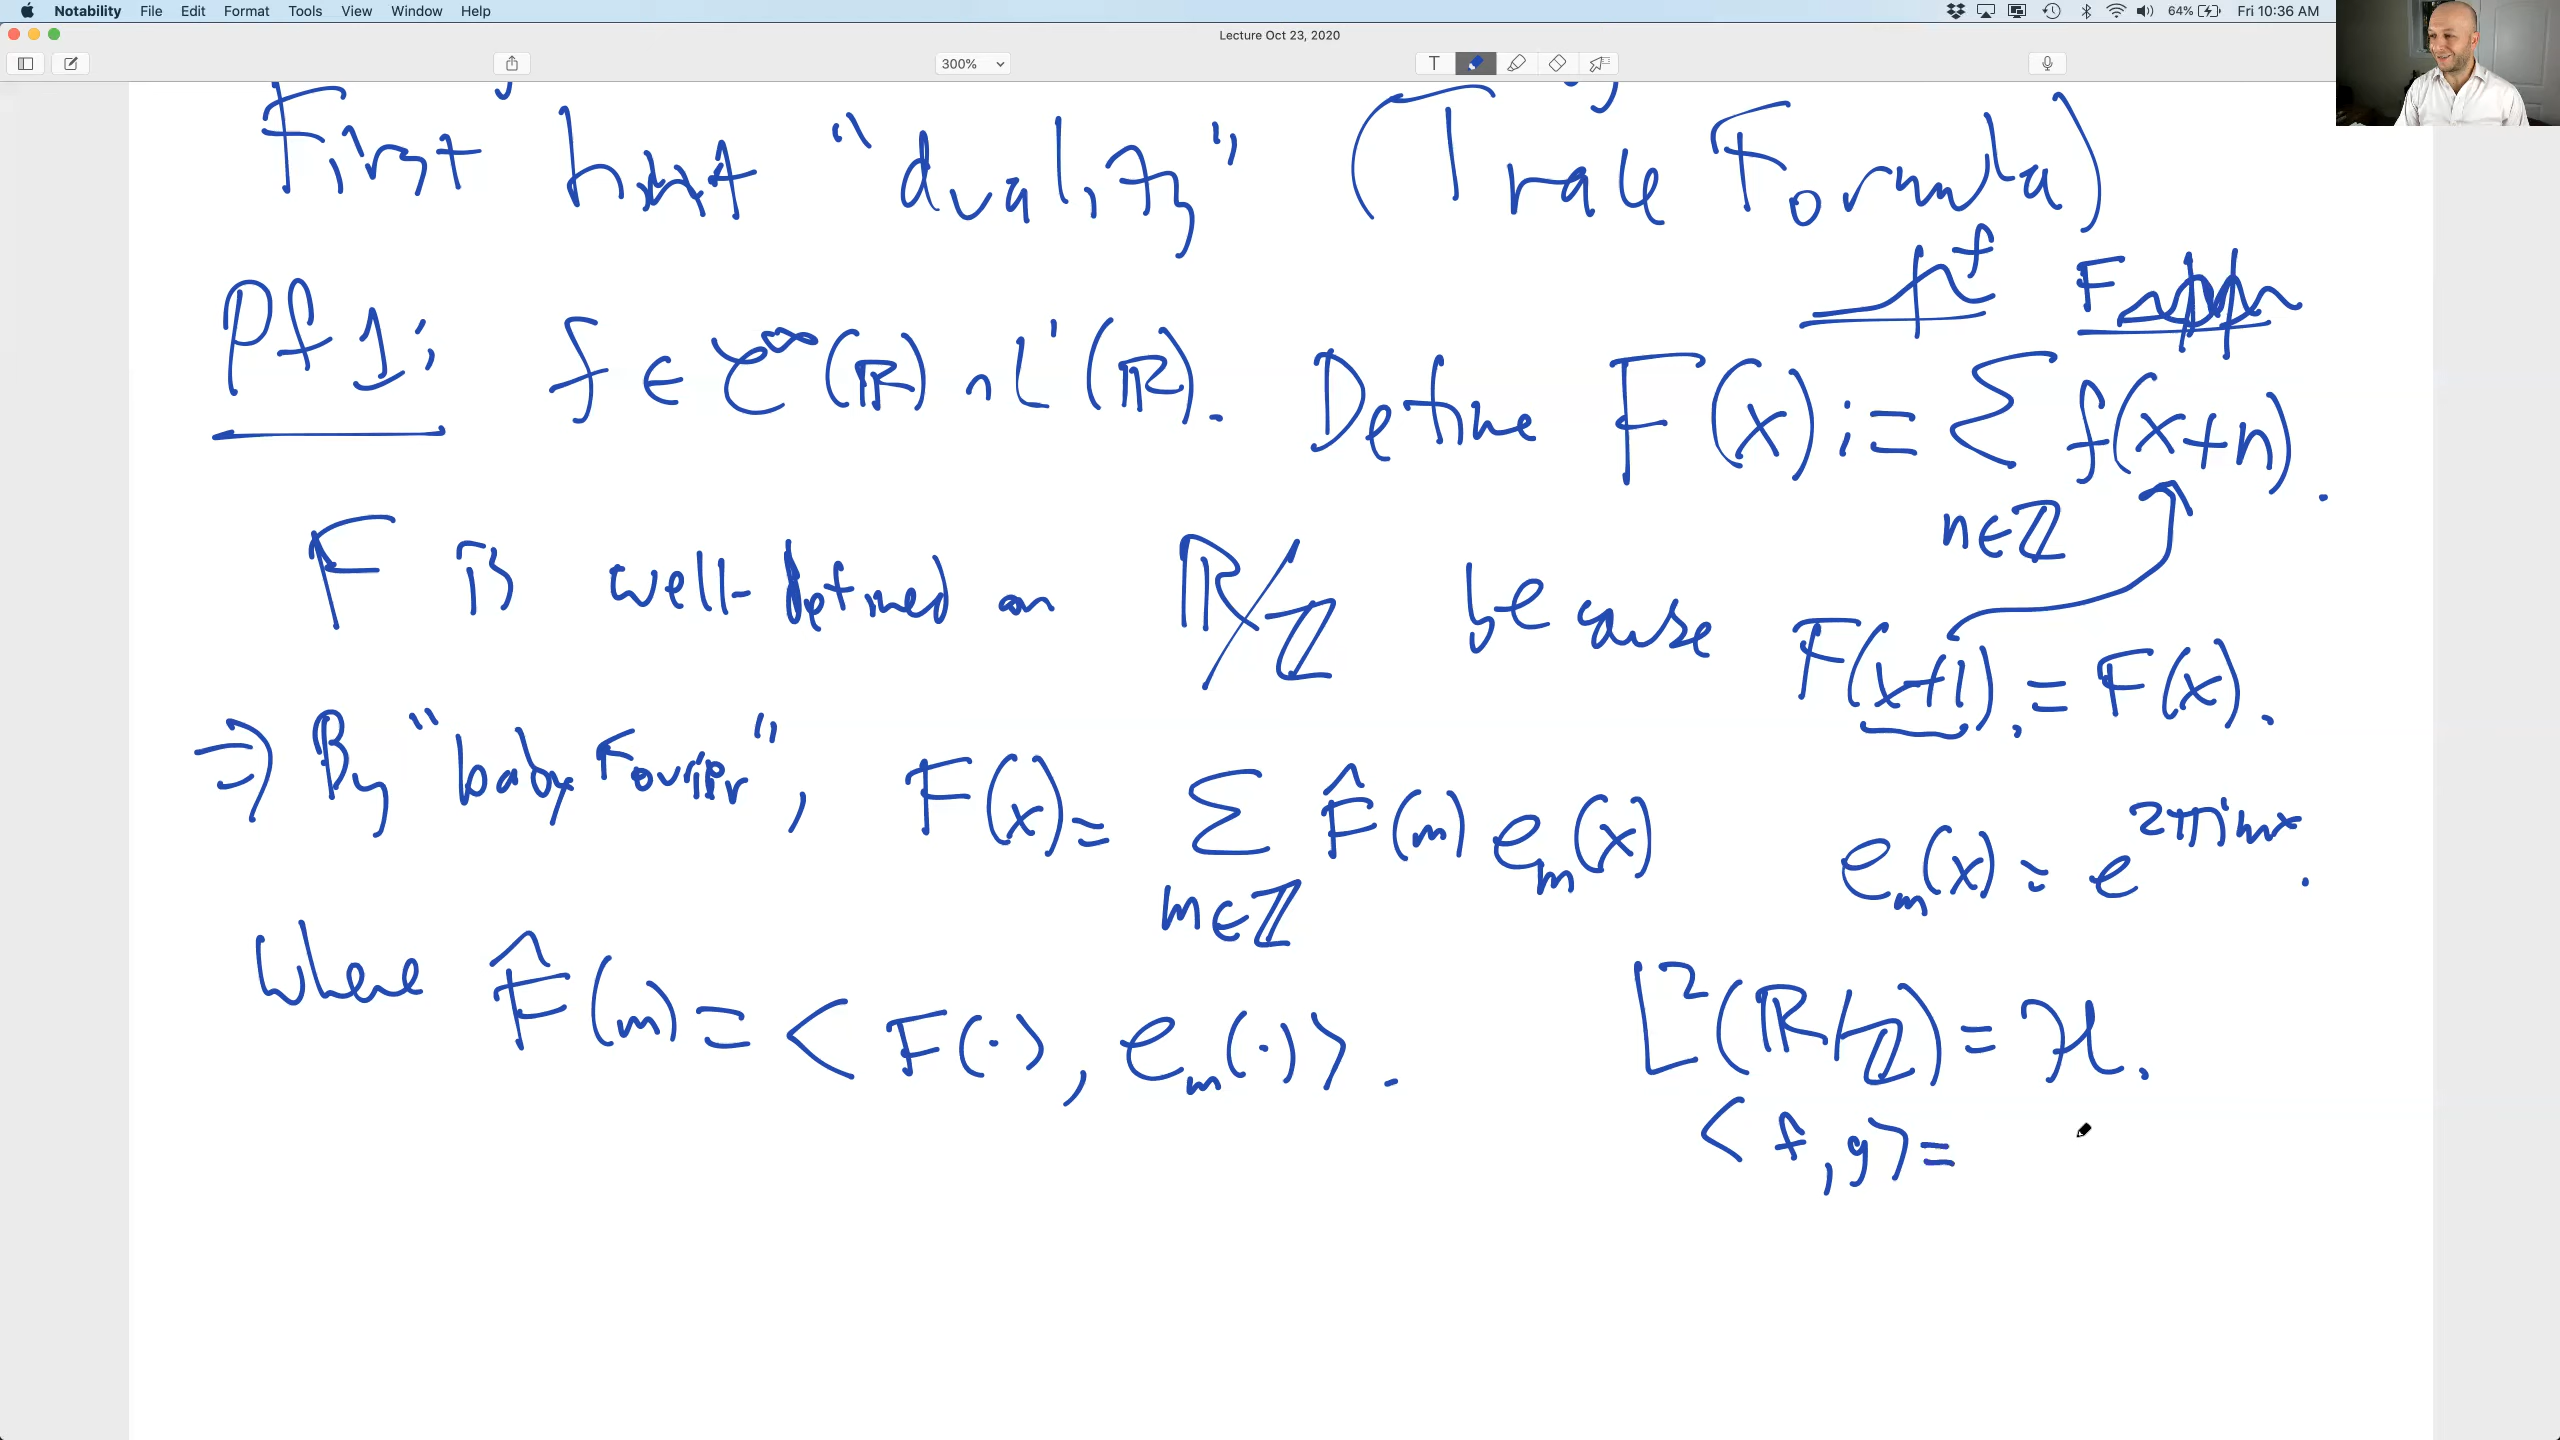 Notability File Edit Format Tools View Window Help 64% Fri 10:36 AM
Lecture Oct 23, 2020
300% T
First hint "duality" (Trace Formula)
f F
Pf 1: f ∈ C^∞(ℝ) ∩ L¹(ℝ). Define F(x) := Σ f(x+n).
n∈ℤ
F is well-defined on ℝ/ℤ because F(x+1) = F(x).
⇒ By "baby Fourier", F(x) = Σ F̂(m) e_m(x) e_m(x) = e^{2πimx}.
m∈ℤ
Where F̂(m) = <F(·), e_m(·)>. L²(ℝ/ℤ) = ℋ.
<f,g> =